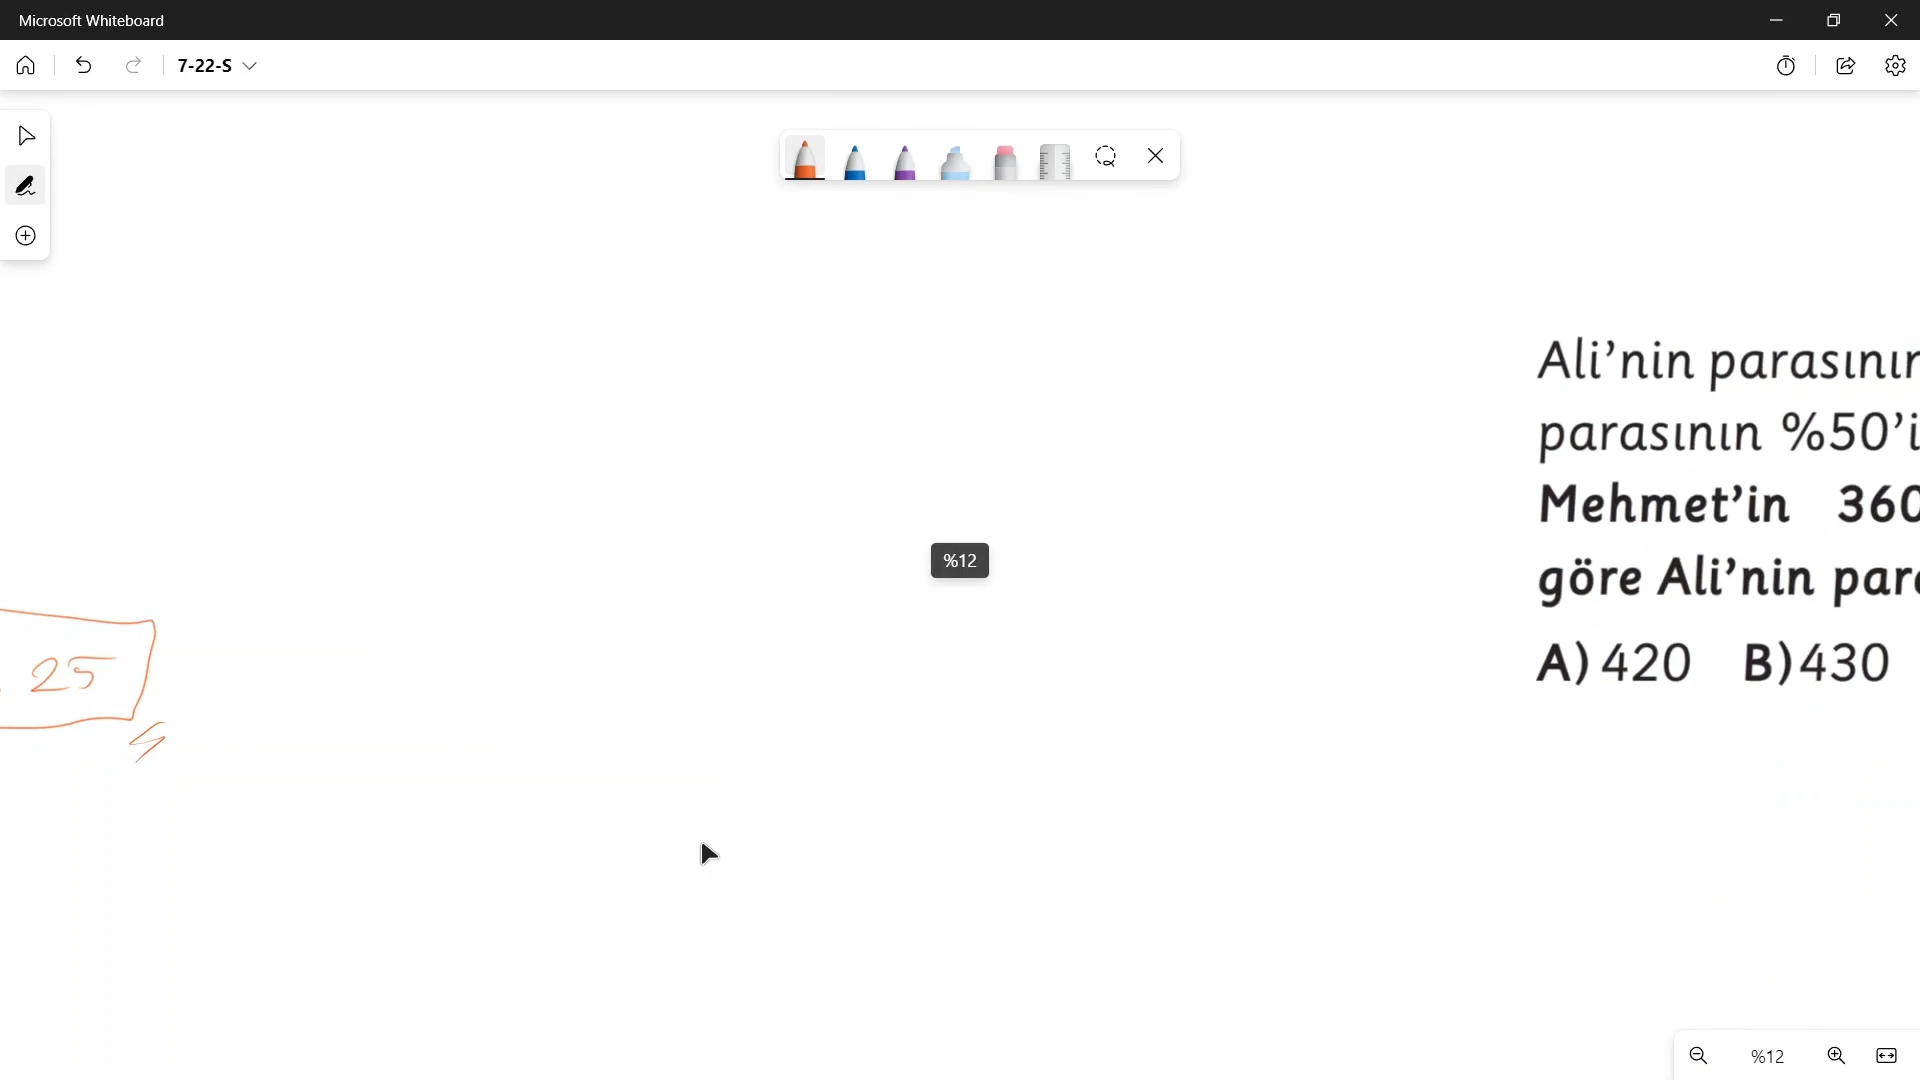 Microsoft Whiteboard
7-22-S
Ali'nin parasının
parasının %50'i
Mehmet'in 360
göre Ali'nin par
A) 420 B) 430
%12
25
%12